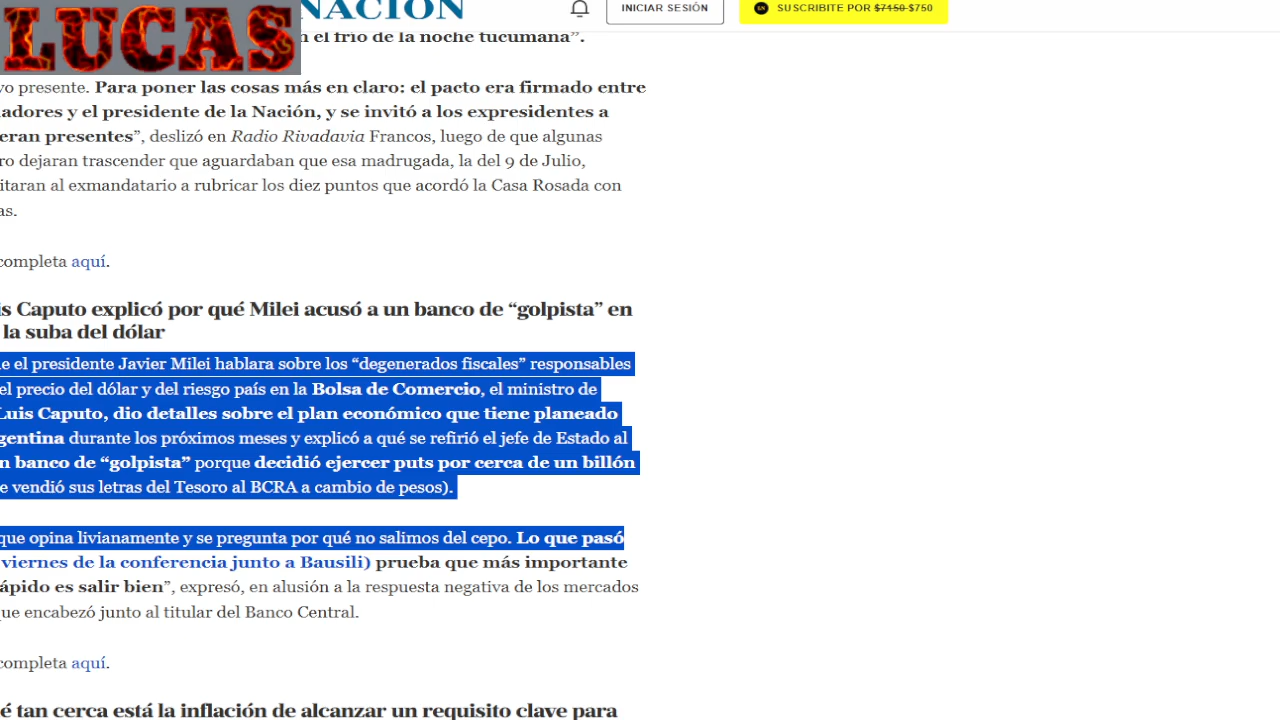 LUCAS
NACION
INICIAR SESIÓN
LN SUSCRIBITE POR $7150 $750
n el frío de la noche tucumana”.
vo presente. Para poner las cosas más en claro: el pacto era firmado entre
adores y el presidente de la Nación, y se invitó a los expresidentes a
eran presentes”, deslizó en Radio Rivadavia Francos, luego de que algunas
ro dejaran trascender que aguardaban que esa madrugada, la del 9 de Julio,
itaran al exmandatario a rubricar los diez puntos que acordó la Casa Rosada con
as.
completa aquí.
is Caputo explicó por qué Milei acusó a un banco de “golpista” en
la suba del dólar
e el presidente Javier Milei hablara sobre los “degenerados fiscales” responsables
el precio del dólar y del riesgo país en la Bolsa de Comercio, el ministro de
Luis Caputo, dio detalles sobre el plan económico que tiene planeado
gentina durante los próximos meses y explicó a qué se refirió el jefe de Estado al
n banco de “golpista” porque decidió ejercer puts por cerca de un billón
e vendió sus letras del Tesoro al BCRA a cambio de pesos).
que opina livianamente y se pregunta por qué no salimos del cepo. Lo que pasó
viernes de la conferencia junto a Bausili) prueba que más importante
ápido es salir bien”, expresó, en alusión a la respuesta negativa de los mercados
ue encabezó junto al titular del Banco Central.
completa aquí.
é tan cerca está la inflación de alcanzar un requisito clave para